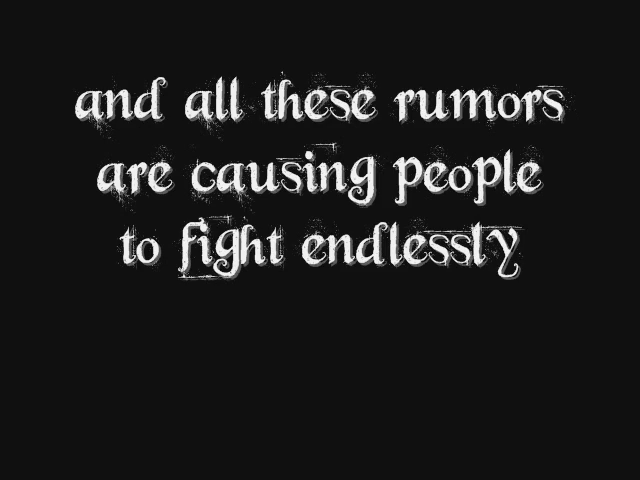 and all these rumors
are causing people
to fight endlessly